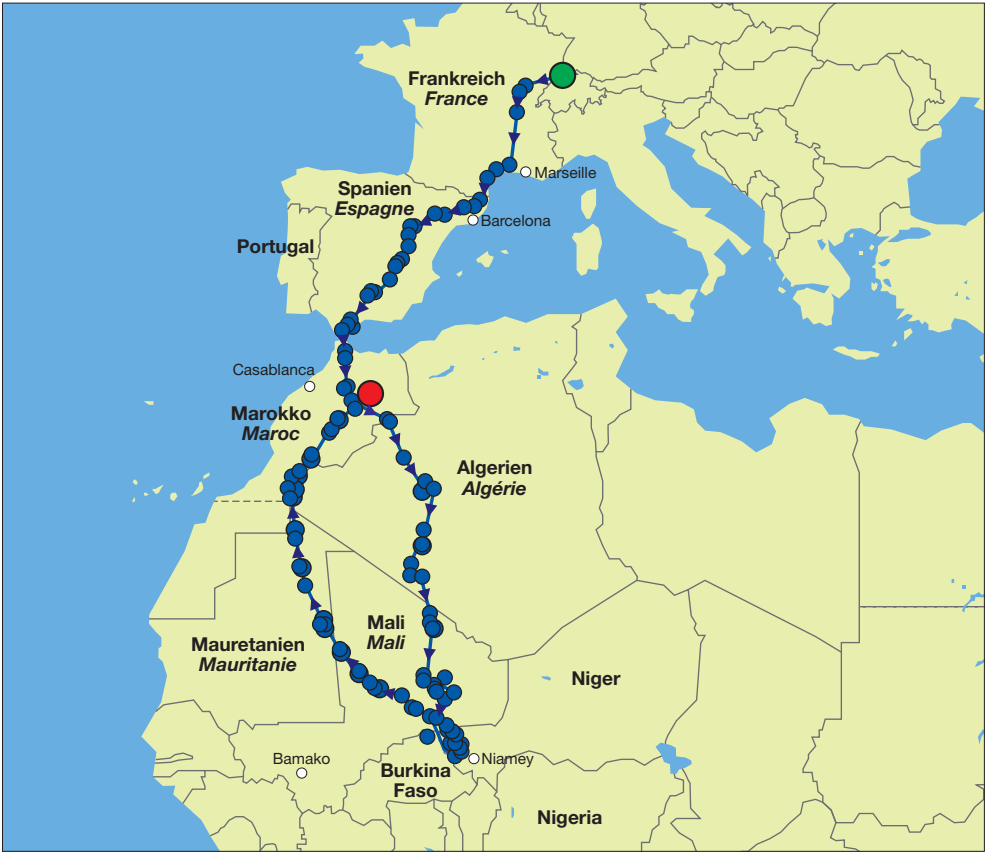 Frankreich
France
Marseille
Spanien
Espagne
Barcelona
Portugal
Casablanca
Marokko
Maroc
Algerien
Algérie
Mali
Mali
Mauretanien
Mauritanie
Niger
Bamako
Niamey
Burkina
Faso
Nigeria